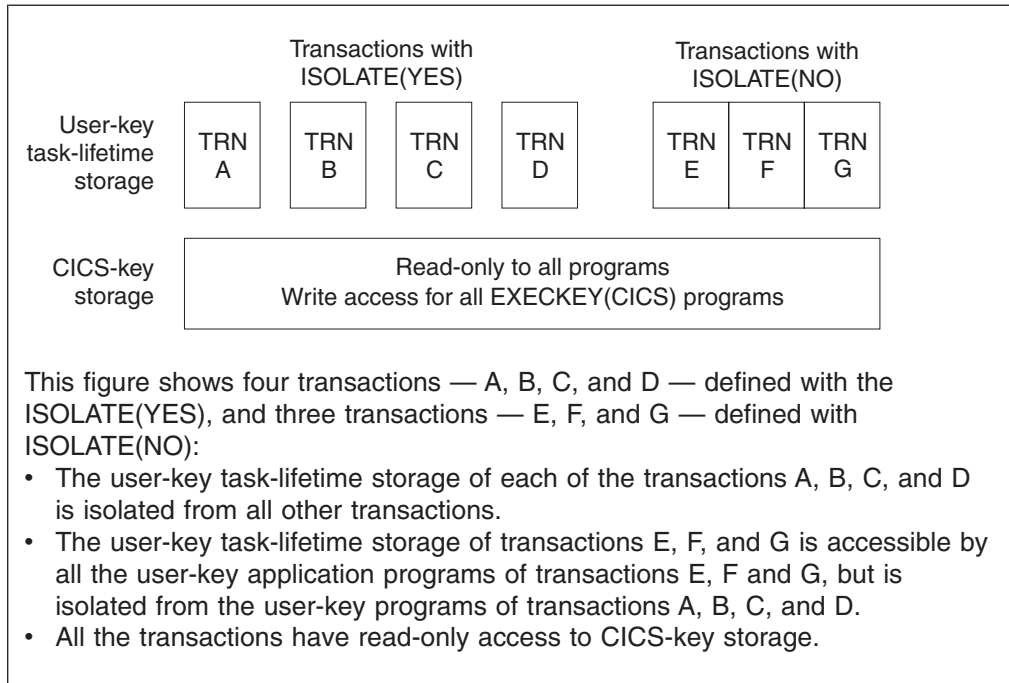 Transactions with
ISOLATE(YES)
Transactions with
ISOLATE(NO)
User-key
task-lifetime
storage
TRN
A
TRN
B
TRN
C
TRN
D
TRN
E
TRN
F
TRN
G
CICS-key
storage
Read-only to all programs
Write access for all EXECKEY(CICS) programs
This figure shows four transactions — A, B, C, and D — defined with the
ISOLATE(YES), and three transactions — E, F, and G — defined with
ISOLATE(NO):
• The user-key task-lifetime storage of each of the transactions A, B, C, and D
is isolated from all other transactions.
• The user-key task-lifetime storage of transactions E, F, and G is accessible by
all the user-key application programs of transactions E, F and G, but is
isolated from the user-key programs of transactions A, B, C, and D.
• All the transactions have read-only access to CICS-key storage.